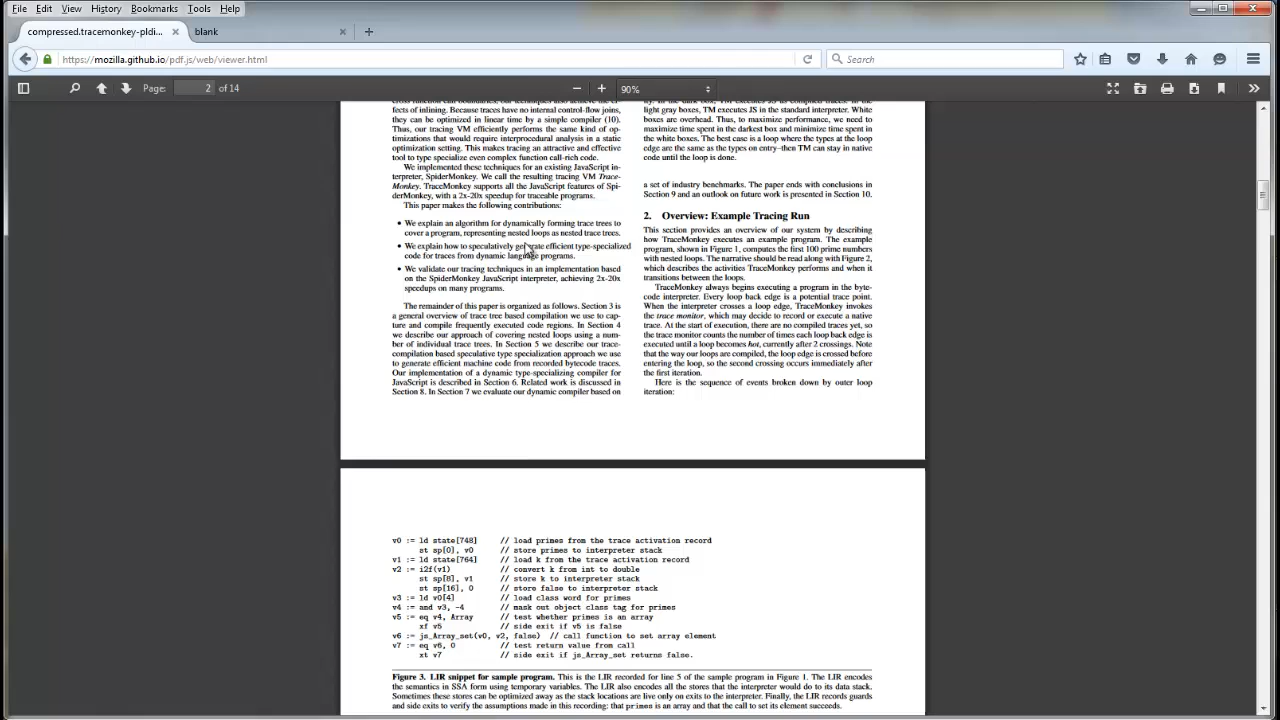 File Edit View History Bookmarks Tools Help
compressed.tracemonkey-pldi... × blank × +
https://mozilla.github.io/pdf.js/web/viewer.html
Search
Page 2 of 14
90%
fects of inlining. Because traces have no internal control-flow joins,
they can be optimized in linear time by a simple compiler (10).
Thus, our tracing VM efficiently performs the same kind of op-
timizations that would require interprocedural analysis in a static
optimization setting. This makes tracing an attractive and effective
tool to type specialize even complex function call-rich code.
We implemented these techniques for an existing JavaScript in-
terpreter, SpiderMonkey. We call the resulting tracing VM Trace-
Monkey. TraceMonkey supports all the JavaScript features of Spi-
derMonkey, with a 2x-20x speedup for traceable programs.
This paper makes the following contributions:
• We explain an algorithm for dynamically forming trace trees to
cover a program, representing nested loops as nested trace trees.
• We explain how to speculatively generate efficient type-specialized
code for traces from dynamic language programs.
• We validate our tracing techniques in an implementation based
on the SpiderMonkey JavaScript interpreter, achieving 2x-20x
speedups on many programs.
The remainder of this paper is organized as follows. Section 3 is
a general overview of trace tree based compilation we use to cap-
ture and compile frequently executed code regions. In Section 4
we describe our approach of covering nested loops using a num-
ber of individual trace trees. In Section 5 we describe our trace-
compilation based speculative type specialization approach we use
to generate efficient machine code from recorded bytecode traces.
Our implementation of a dynamic type-specializing compiler for
JavaScript is described in Section 6. Related work is discussed in
Section 8. In Section 7 we evaluate our dynamic compiler based on
light gray boxes, TM executes JS in the standard interpreter. White
boxes are overhead. Thus, to maximize performance, we need to
maximize time spent in the darkest box and minimize time spent in
the white boxes. The best case is a loop where the types at the loop
edge are the same as the types on entry–then TM can stay in native
code until the loop is done.
a set of industry benchmarks. The paper ends with conclusions in
Section 9 and an outlook on future work is presented in Section 10.
2. Overview: Example Tracing Run
This section provides an overview of our system by describing
how TraceMonkey executes an example program. The example
program, shown in Figure 1, computes the first 100 prime numbers
with nested loops. The narrative should be read along with Figure 2,
which describes the activities TraceMonkey performs and when it
transitions between the loops.
TraceMonkey always begins executing a program in the byte-
code interpreter. Every loop back edge is a potential trace point.
When the interpreter crosses a loop edge, TraceMonkey invokes
the trace monitor, which may decide to record or execute a native
trace. At the start of execution, there are no compiled traces yet, so
the trace monitor counts the number of times each loop back edge is
executed until a loop becomes hot, currently after 2 crossings. Note
that the way our loops are compiled, the loop edge is crossed before
entering the loop, so the second crossing occurs immediately after
the first iteration.
Here is the sequence of events broken down by outer loop
iteration:
v0 := ld state[748] // load primes from the trace activation record
st sp[0], v0 // store primes to interpreter stack
v1 := ld state[764] // load k from the trace activation record
v2 := i2f(v1) // convert k from int to double
st sp[8], v1 // store k to interpreter stack
st sp[16], 0 // store false to interpreter stack
v3 := ld v0[4] // load class word for primes
v4 := and v3, -4 // mask out object class tag for primes
v5 := eq v4, Array // test whether primes is an array
xf v5 // side exit if v5 is false
v6 := js_Array_set(v0, v2, false) // call function to set array element
v7 := eq v6, 0 // test return value from call
xt v7 // side exit if js_Array_set returns false.
Figure 3. LIR snippet for sample program. This is the LIR recorded for line 5 of the sample program in Figure 1. The LIR encodes
the semantics in SSA form using temporary variables. The LIR also encodes all the stores that the interpreter would do to its data stack.
Sometimes these stores can be optimized away as the stack locations are live only on exits to the interpreter. Finally, the LIR records guards
and side exits to verify the assumptions made in this recording: that primes is an array and that the call to set its element succeeds.